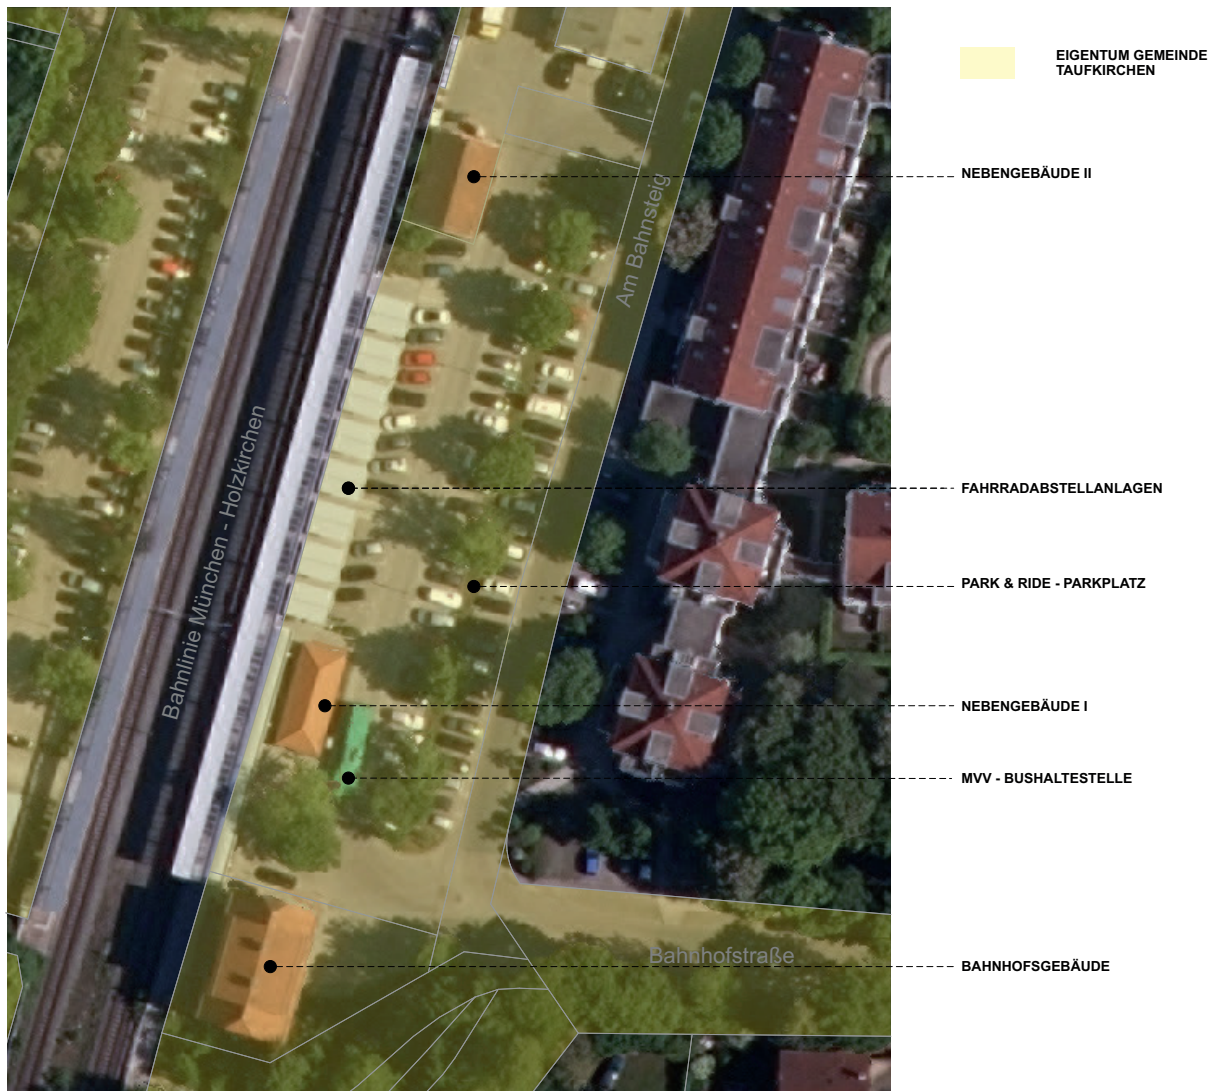 EIGENTUM GEMEINDE
TAUFKIRCHEN
NEBENGEBÄUDE II
Am Bahnsteig
Bahnlinie München - Holzkirchen
FAHRRADABSTELLANLAGEN
PARK & RIDE - PARKPLATZ
NEBENGEBÄUDE I
MVV - BUSHALTESTELLE
Bahnhofstraße
BAHNHOFSGEBÄUDE